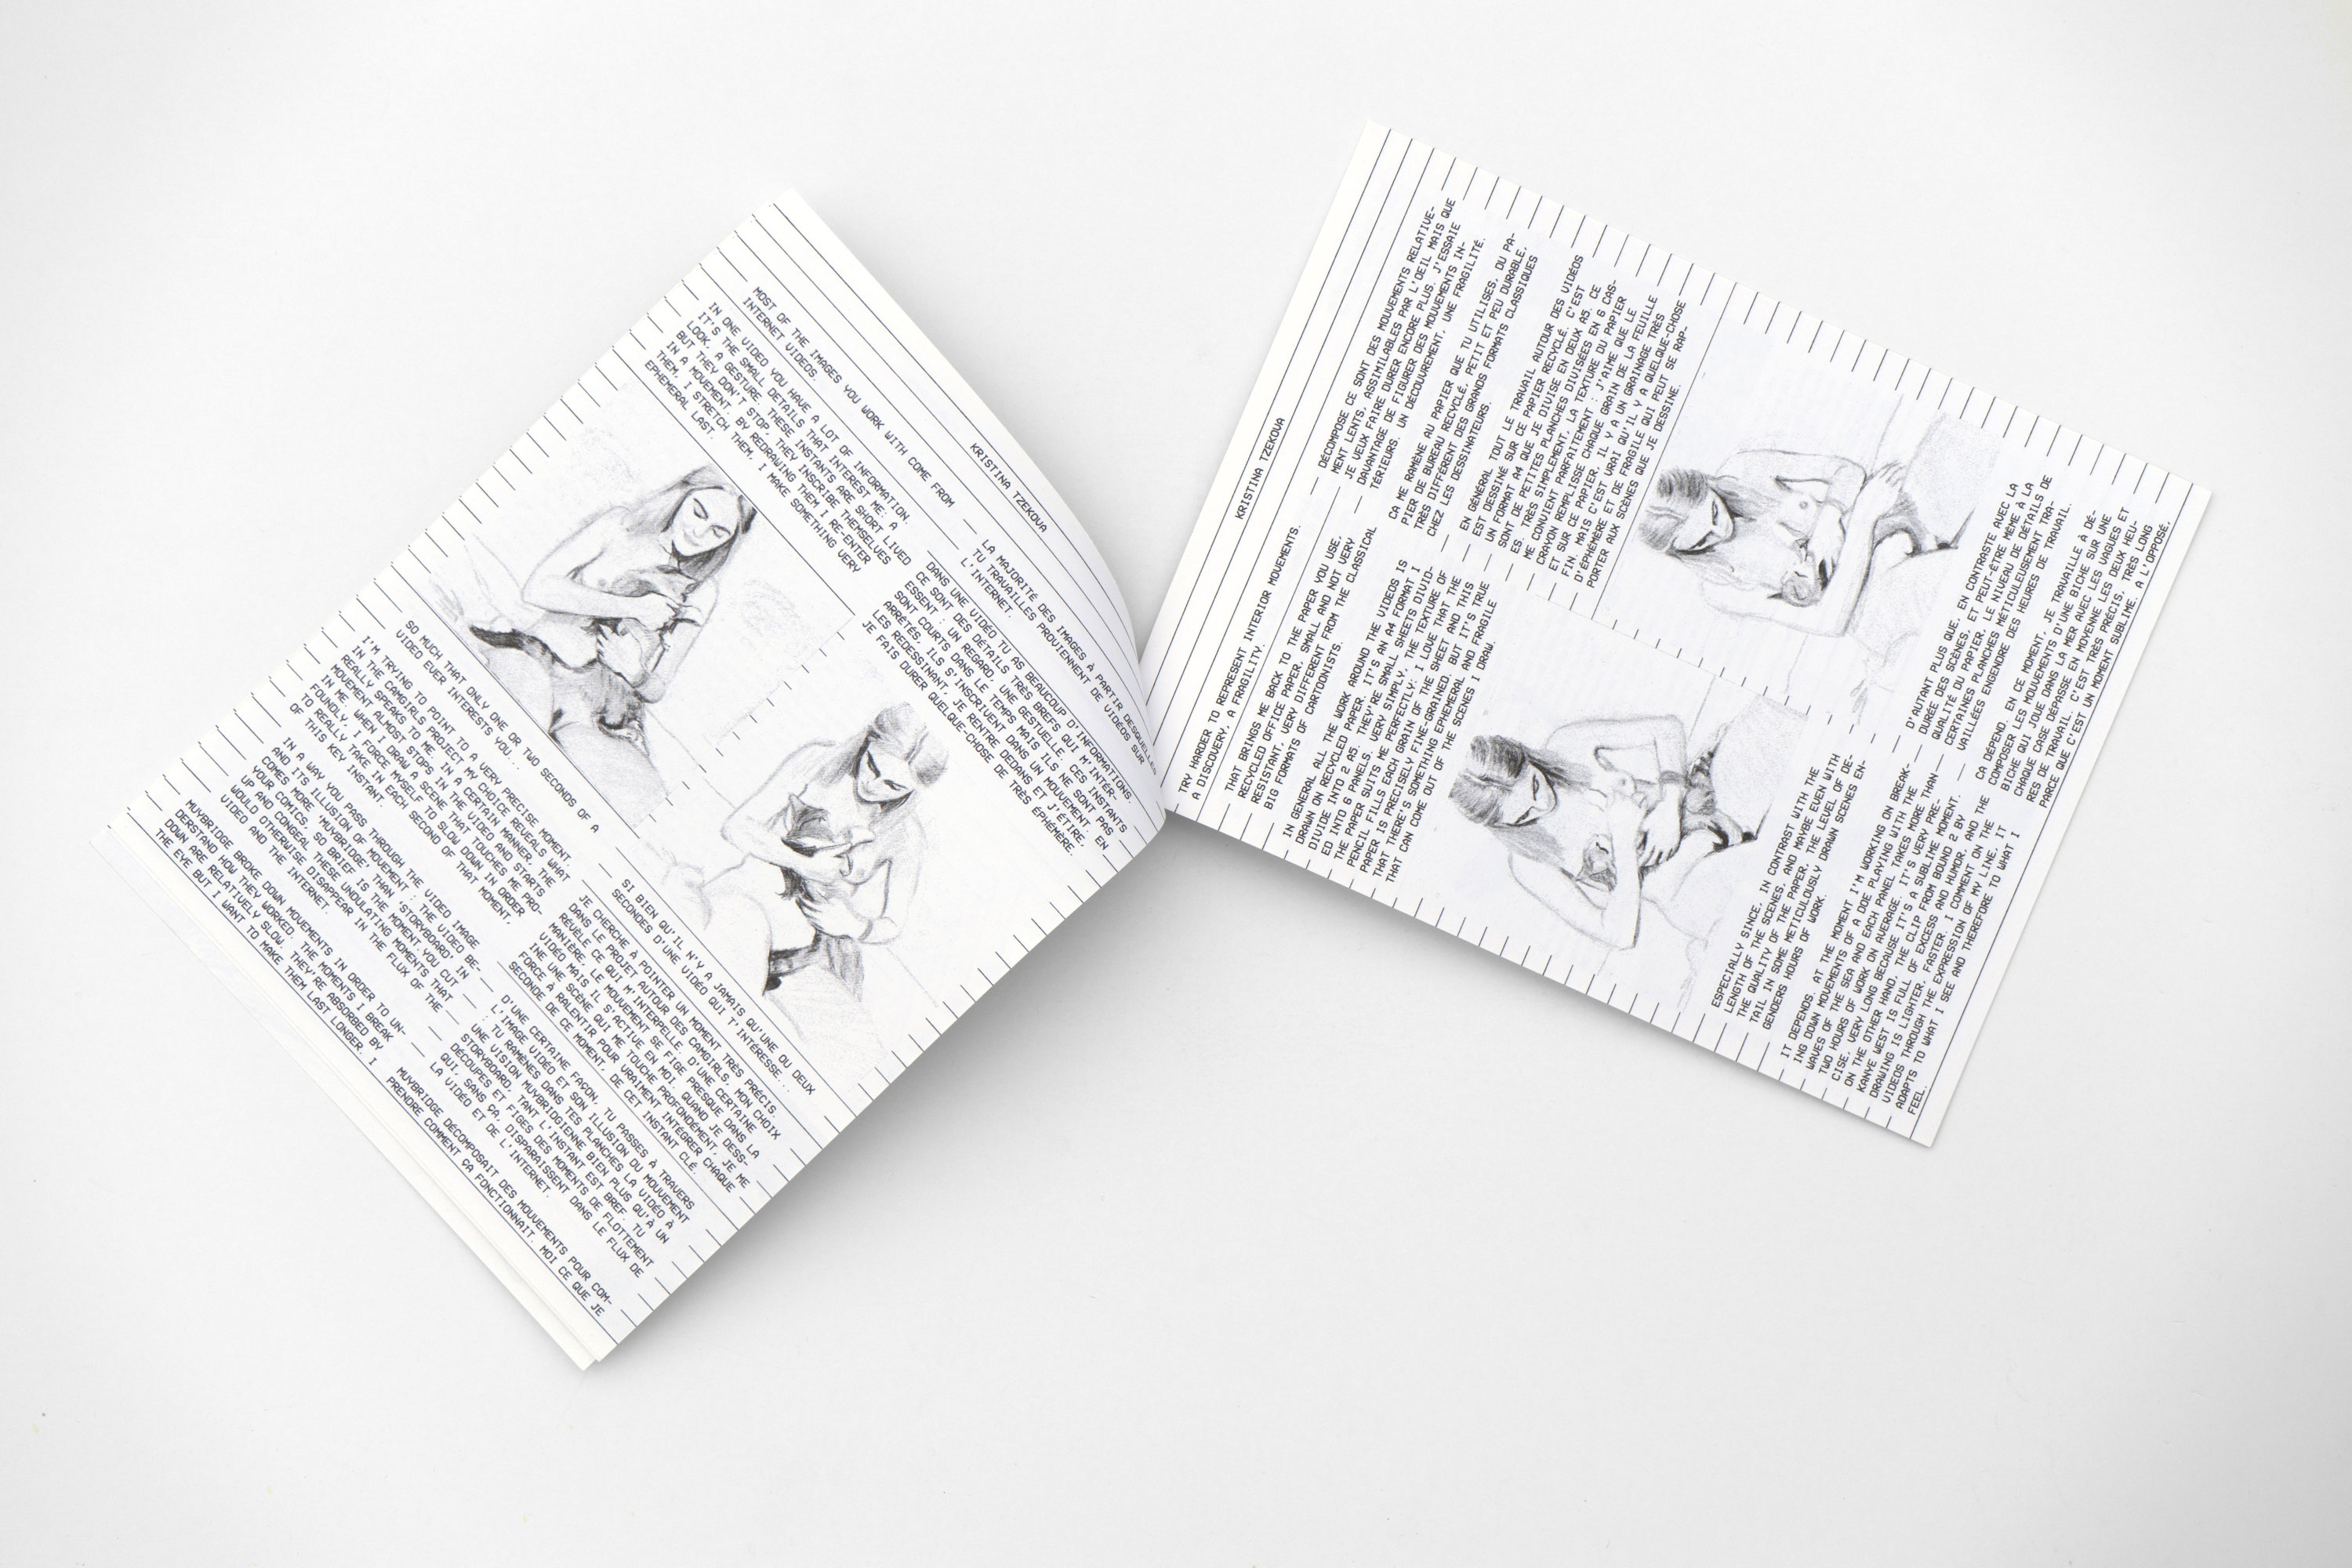 KRISTINA TZEKOVA
MOST OF THE IMAGES YOU WORK WITH COME FROM
INTERNET VIDEOS.
IN ONE VIDEO YOU HAVE A LOT OF INFORMATION.
IT'S THE SMALL DETAILS THAT INTEREST ME: A
LOOK, A GESTURE. THESE INSTANTS ARE SHORT LIVED
BUT THEY DON'T STOP, THEY INSCRIBE THEMSELVES
IN A MOVEMENT. BY REDRAWING THEM I RE-ENTER
THEM, I STRETCH THEM. I MAKE SOMETHING VERY
EPHEMERAL LAST.
LA MAJORITÉ DES IMAGES À PARTIR DESQUELLES
TU TRAVAILLES PROVIENNENT DE VIDÉOS SUR
L'INTERNET.
DANS UNE VIDÉO TU AS BEAUCOUP D'INFORMATIONS.
CE SONT DES DÉTAILS TRÈS BREFS QUI M'INTÉR-
ESSENT : UN REGARD, UNE GESTUELLE. CES INSTANTS
SONT COURTS DANS LE TEMPS MAIS ILS NE SONT PAS
ARRÊTÉS, ILS S'INSCRIVENT DANS UN MOUVEMENT. EN
LES REDESSINANT, JE RENTRE DEDANS ET J'ÉTIRE.
JE FAIS DURER QUELQUE-CHOSE DE TRÈS ÉPHÉMÈRE.
SO MUCH THAT ONLY ONE OR TWO SECONDS OF A
VIDEO EVER INTERESTS YOU...
I'M TRYING TO POINT TO A VERY PRECISE MOMENT.
IN THE CAMGIRLS PROJECT MY CHOICE REVEALS WHAT
REALLY SPEAKS TO ME. IN A CERTAIN MANNER, THE
MOVEMENT ALMOST STOPS IN THE VIDEO AND STARTS
IN ME. WHEN I DRAW A SCENE THAT TOUCHES ME PRO-
FOUNDLY, I FORCE MYSELF TO SLOW DOWN IN ORDER
TO REALLY TAKE IN EACH SECOND OF THAT MOMENT,
OF THIS KEY INSTANT.
IN A WAY YOU PASS THROUGH THE VIDEO IMAGE
AND ITS ILLUSION OF MOVEMENT : THE VIDEO BE-
COMES MORE 'MUYBRIDGE' THAN 'STORYBOARD' IN
YOUR COMICS, SO BRIEF IS THE MOMENT. YOU CUT
UP AND CONGEAL THESE UNDULATING MOMENTS THAT
WOULD OTHERWISE DISAPPEAR IN THE FLUX OF THE
VIDEO AND THE INTERNET.
MUYBRIDGE BROKE DOWN MOVEMENTS IN ORDER TO UN-
DERSTAND HOW THEY WORKED. THE MOMENTS I BREAK
DOWN ARE RELATIVELY SLOW. THEY'RE ABSORBED BY
THE EYE BUT I WANT TO MAKE THEM LAST LONGER. I
SI BIEN QU'IL N'Y A JAMAIS QU'UNE OU DEUX
SECONDES D'UNE VIDÉO QUI T'INTÉRESSE...
JE CHERCHE À POINTER UN MOMENT TRÈS PRÉCIS.
DANS LE PROJET AUTOUR DES CAMGIRLS, MON CHOIX
RÉVÈLE CE QUI M'INTERPELLE. D'UNE CERTAINE
MANIÈRE, LE MOUVEMENT SE FIGE PRESQUE DANS LA
VIDÉO MAIS IL S'ACTIVE EN MOI. QUAND JE DESS-
INE UNE SCÈNE QUI ME TOUCHE PROFONDÉMENT, JE ME
FORCE À RALENTIR POUR VRAIMENT INTÉGRER CHAQUE
SECONDE DE CE MOMENT, DE CET INSTANT CLÉ.
D'UNE CERTAINE FAÇON, TU PASSES À TRAVERS
L'IMAGE VIDÉO ET SON ILLUSION DU MOUVEMENT
: TU RAMÈNES DANS TES PLANCHES LA VIDÉO À
UNE VISION MUYBRIDGIENNE BIEN PLUS QU'À UN
STORYBOARD, TANT L'INSTANT EST BREF. TU
DÉCOUPES ET FIGES DES MOMENTS DE FLOTTEMENT
QUI, SANS ÇA, DISPARAISSENT DANS LE FLUX DE
LA VIDÉO ET DE L'INTERNET.
MUYBRIDGE DÉCOMPOSAIT DES MOUVEMENTS POUR COM-
PRENDRE COMMENT ÇA FONCTIONNAIT. MOI CE QUE JE
KRISTINA TZEKOVA
TRY HARDER TO REPRESENT INTERIOR MOVEMENTS.
A DISCOVERY, A FRAGILITY.
THAT BRINGS ME BACK TO THE PAPER YOU USE,
RECYCLED OFFICE PAPER, SMALL AND NOT VERY
RESISTANT. VERY DIFFERENT FROM THE CLASSICAL
BIG FORMATS OF CARTOONISTS.
IN GENERAL ALL THE WORK AROUND THE VIDEOS IS
DRAWN ON RECYCLED PAPER. IT'S AN A4 FORMAT I
DIVIDE INTO 2 A5. THEY'RE SMALL SHEETS DIVID-
ED INTO 6 PANELS. VERY SIMPLY, THE TEXTURE OF
THE PAPER SUITS ME PERFECTLY: I LOVE THAT THE
PENCIL FILLS EACH GRAIN OF THE SHEET AND THIS
PAPER IS PRECISELY FINE-GRAINED. BUT IT'S TRUE
THAT THERE'S SOMETHING EPHEMERAL AND FRAGILE
THAT CAN COME OUT OF THE SCENES I DRAW.
DÉCOMPOSE CE SONT DES MOUVEMENTS RELATIVE-
MENT LENTS, ASSIMILABLES PAR L'OEIL MAIS QUE
JE VEUX FAIRE DURER ENCORE PLUS. J'ESSAIE
DAVANTAGE DE FIGURER DES MOUVEMENTS IN-
TÉRIEURS. UN DÉCOUVREMENT, UNE FRAGILITÉ.
CA ME RAMÈNE AU PAPIER QUE TU UTILISES, DU PA-
PIER DE BUREAU RECYCLÉ, PETIT ET PEU DURABLE,
TRÈS DIFFÉRENT DES GRANDS FORMATS CLASSIQUES
CHEZ LES DESSINATEURS.
EN GÉNÉRAL TOUT LE TRAVAIL AUTOUR DES VIDÉOS
EST DESSINÉ SUR CE PAPIER RECYCLÉ. C'EST
UN FORMAT A4 QUE JE DIVISE EN DEUX A5. CE
SONT DE PETITES PLANCHES DIVISÉES EN 6 CAS-
ES. TRÈS SIMPLEMENT, LA TEXTURE DU PAPIER
ME CONVIENT PARFAITEMENT : J'AIME QUE LE
CRAYON REMPLISSE CHAQUE GRAIN DE LA FEUILLE
ET SUR CE PAPIER, IL Y A UN GRAINAGE TRÈS
FIN. MAIS C'EST VRAI QU'IL Y A QUELQUE-CHOSE
D'ÉPHÉMÈRE ET DE FRAGILE QUI PEUT SE RAP-
PORTER AUX SCÈNES QUE JE DESSINE.
ESPECIALLY SINCE, IN CONTRAST WITH THE
LENGTH OF THE SCENES, AND MAYBE EVEN WITH
THE QUALITY OF THE PAPER, THE LEVEL OF DE-
TAIL IN SOME METICULOUSLY DRAWN SCENES EN-
GENDERS HOURS OF WORK.
IT DEPENDS. AT THE MOMENT I'M WORKING ON BREAK-
ING DOWN MOVEMENTS OF A DOE PLAYING WITH THE
WAVES OF THE SEA AND EACH PANEL TAKES MORE THAN
TWO HOURS OF WORK ON AVERAGE. IT'S VERY PRE-
CISE, VERY LONG BECAUSE IT'S A SUBLIME MOMENT.
ON THE OTHER HAND, THE CLIP FROM BOUND 2 BY
KANYE WEST IS FULL OF EXCESS AND HUMOR, AND THE
DRAWING IS LIGHTER, FASTER. I COMMENT ON THE
VIDEOS THROUGH THE EXPRESSION OF MY LINE, IT
ADAPTS TO WHAT I SEE AND THEREFORE TO WHAT I
FEEL.
D'AUTANT PLUS QUE, EN CONTRASTE AVEC LA
DURÉE DES SCÈNES, ET PEUT-ÊTRE MÊME À LA
QUALITÉ DU PAPIER, LE NIVEAU DE DÉTAILS DE
CERTAINES PLANCHES MÉTICULEUSEMENT TRA-
VAILLÉES ENGENDRE DES HEURES DE TRAVAIL.
ÇA DÉPEND. EN CE MOMENT, JE TRAVAILLE À DÉ-
COMPOSER LES MOUVEMENTS D'UNE BICHE SUR UNE
BICHE QUI JOUE DANS LA MER AVEC LES VAGUES ET
CHAQUE CASE DÉPASSE EN MOYENNE LES DEUX HEU-
RES DE TRAVAIL. C'EST TRÈS PRÉCIS, TRÈS LONG
PARCE QUE C'EST UN MOMENT SUBLIME. A L'OPPOSÉ,